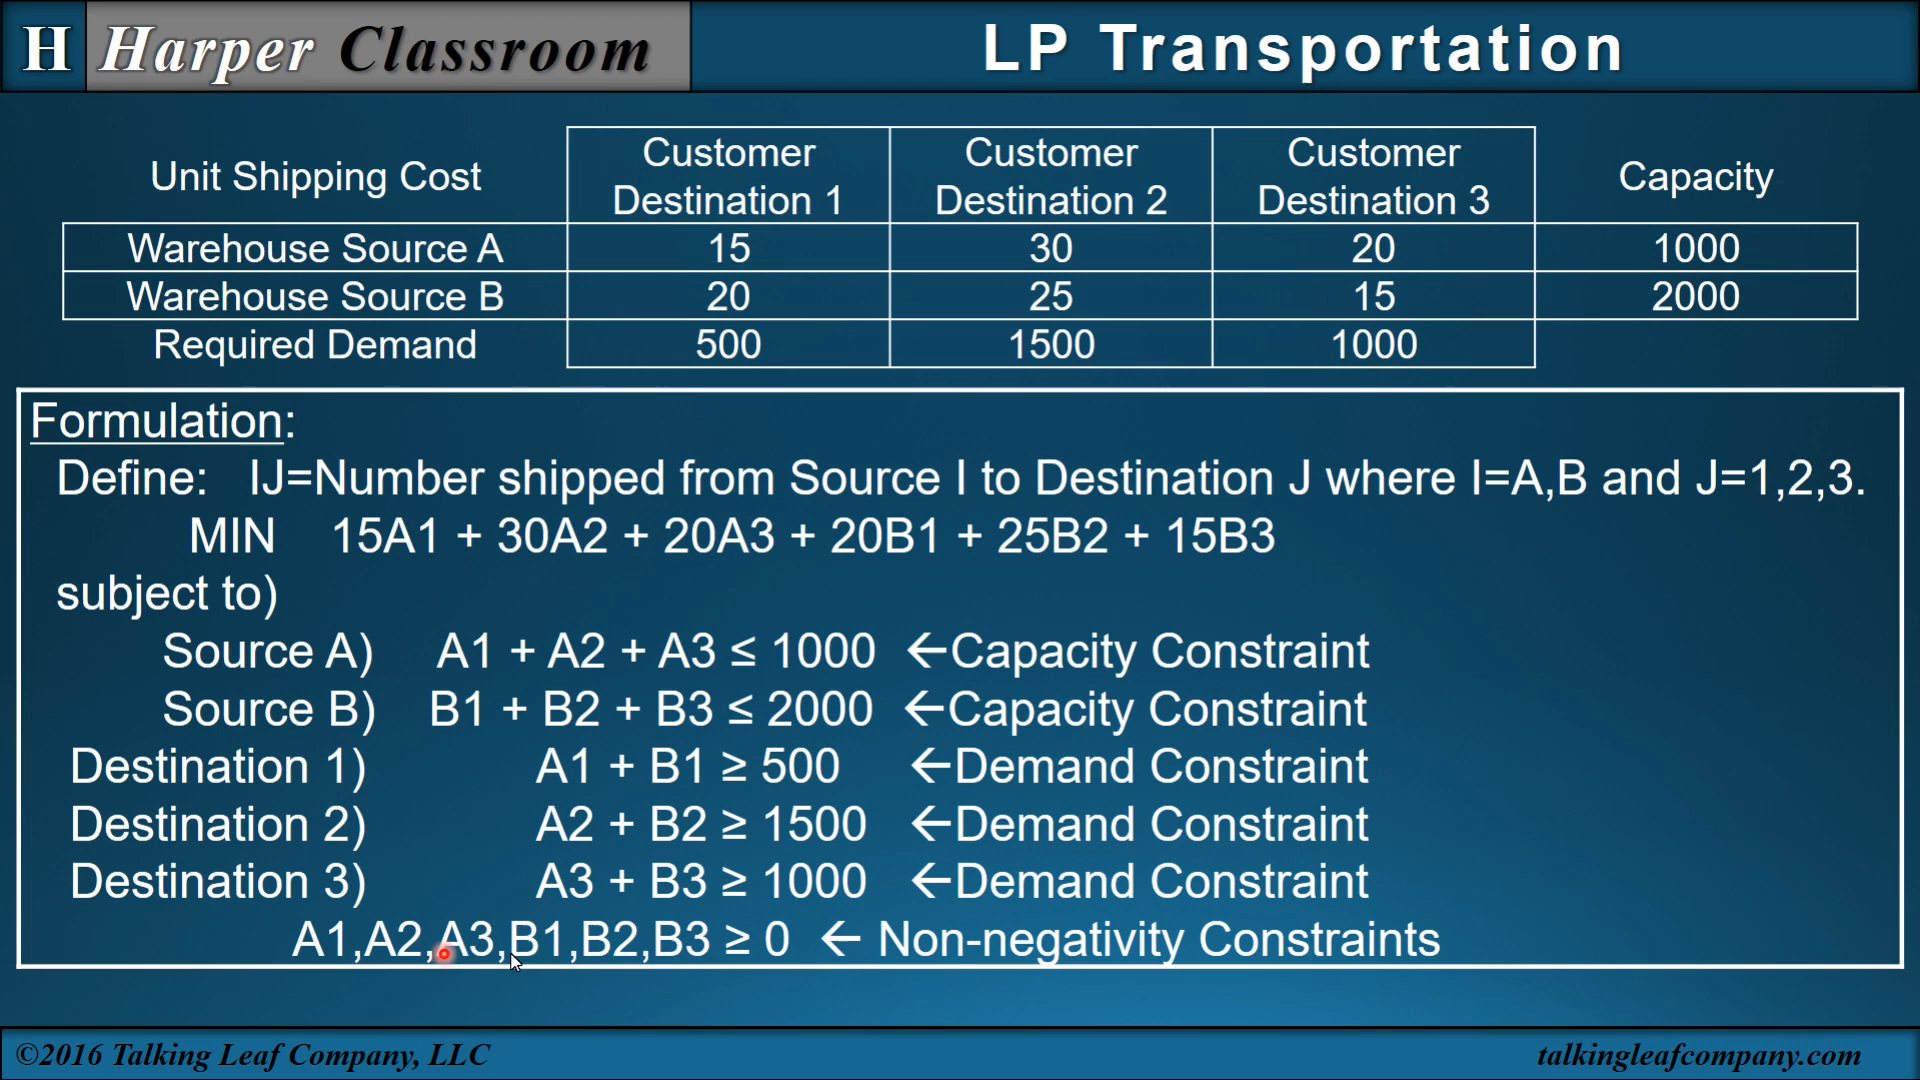 H Harper Classroom LP Transportation
Unit Shipping Cost Customer Destination 1 Customer Destination 2 Customer Destination 3 Capacity
Warehouse Source A 15 30 20 1000
Warehouse Source B 20 25 15 2000
Required Demand 500 1500 1000
Formulation:
Define: IJ=Number shipped from Source I to Destination J where I=A,B and J=1,2,3.
MIN 15A1 + 30A2 + 20A3 + 20B1 + 25B2 + 15B3
subject to)
Source A) A1 + A2 + A3 ≤ 1000 ←Capacity Constraint
Source B) B1 + B2 + B3 ≤ 2000 ←Capacity Constraint
Destination 1) A1 + B1 ≥ 500 ←Demand Constraint
Destination 2) A2 + B2 ≥ 1500 ←Demand Constraint
Destination 3) A3 + B3 ≥ 1000 ←Demand Constraint
A1,A2,A3,B1,B2,B3 ≥ 0 ← Non-negativity Constraints
©2016 Talking Leaf Company, LLC talkingleafcompany.com